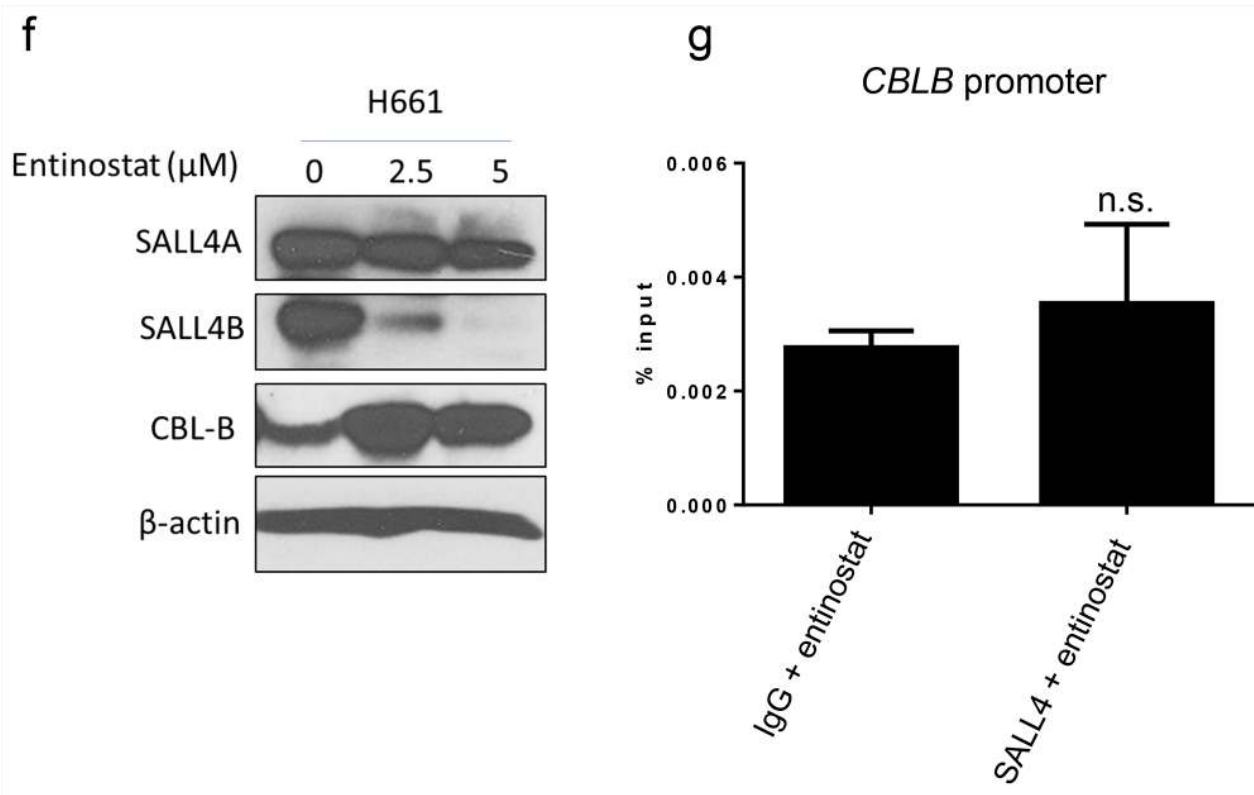 f
H661
Entinostat (μM)
0 2.5 5
SALL4A
SALL4B
CBL-B
β-actin
g
CBLB promoter
% input
0.006
0.004
0.002
0.000
n.s.
IgG + entinostat
SALL4 + entinostat